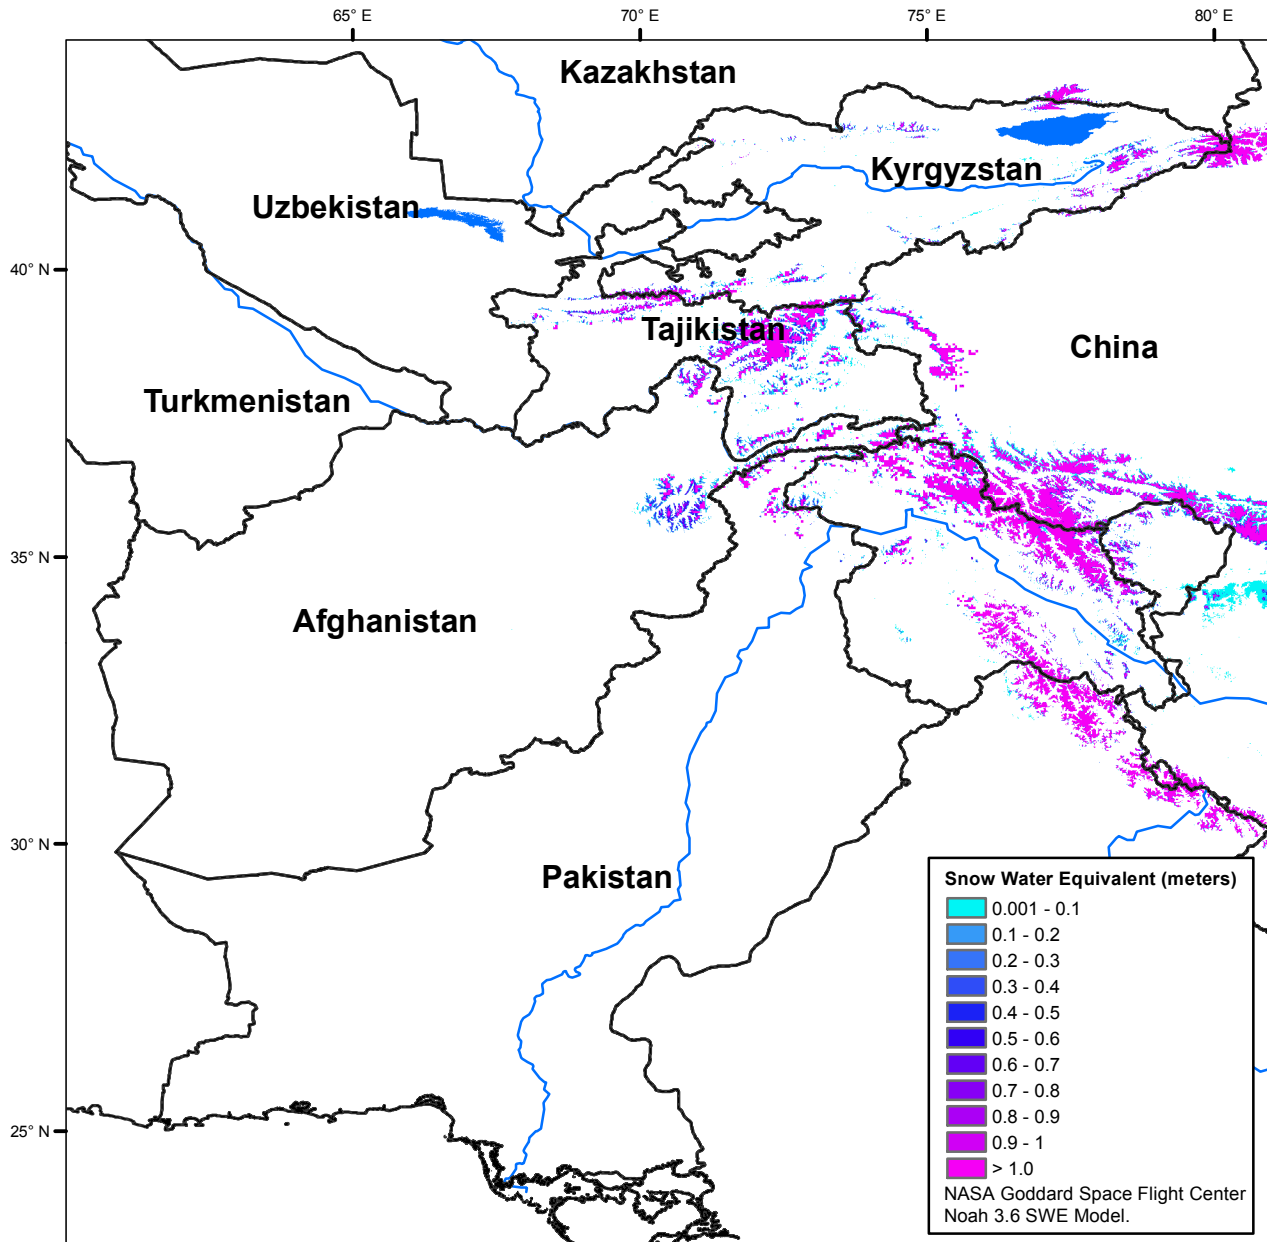 65° E
70° E
75° E
80° E
Kazakhstan
Kyrgyzstan
Uzbekistan
40° N
Tajikistan
China
Turkmenistan
35° N
Afghanistan
30° N
Pakistan
Snow Water Equivalent (meters)
0.001 - 0.1
0.1 - 0.2
0.2 - 0.3
0.3 - 0.4
0.4 - 0.5
0.5 - 0.6
0.6 - 0.7
0.7 - 0.8
0.8 - 0.9
0.9 - 1
> 1.0
NASA Goddard Space Flight Center
Noah 3.6 SWE Model.
25° N